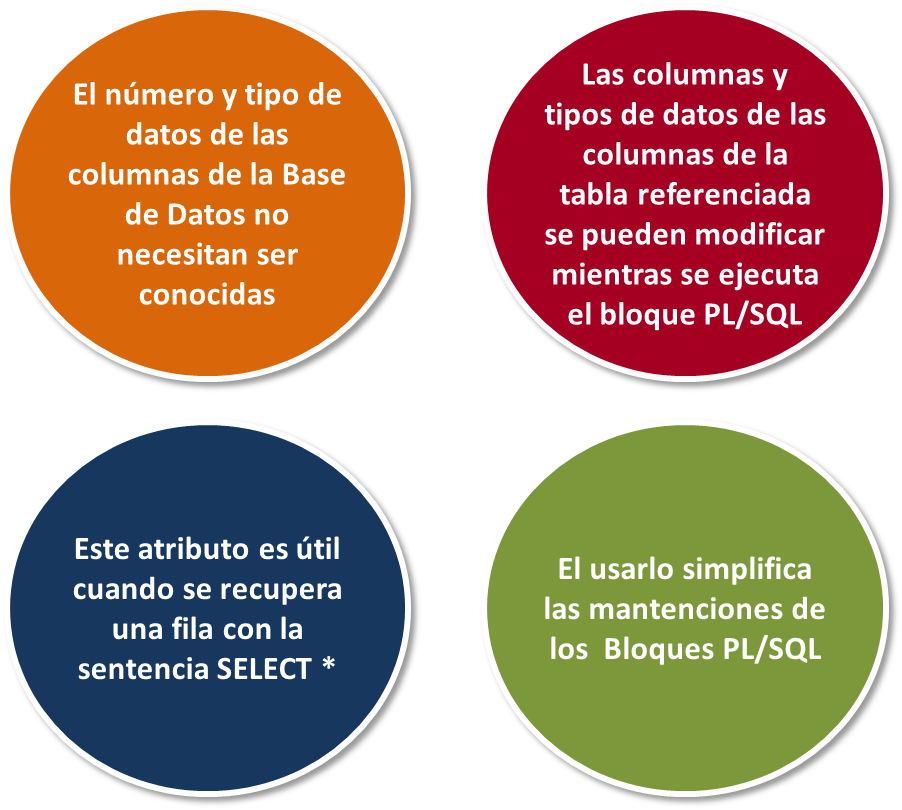 El número y tipo de
datos de las
columnas de la Base
de Datos no
necesitan ser
conocidas
Las columnas y
tipos de datos de las
columnas de la
tabla referenciada
se pueden modificar
mientras se ejecuta
el bloque PL/SQL
Este atributo es útil
cuando se recupera
una fila con la
sentencia SELECT *
El usarlo simplifica
las mantenciones de
los  Bloques PL/SQL